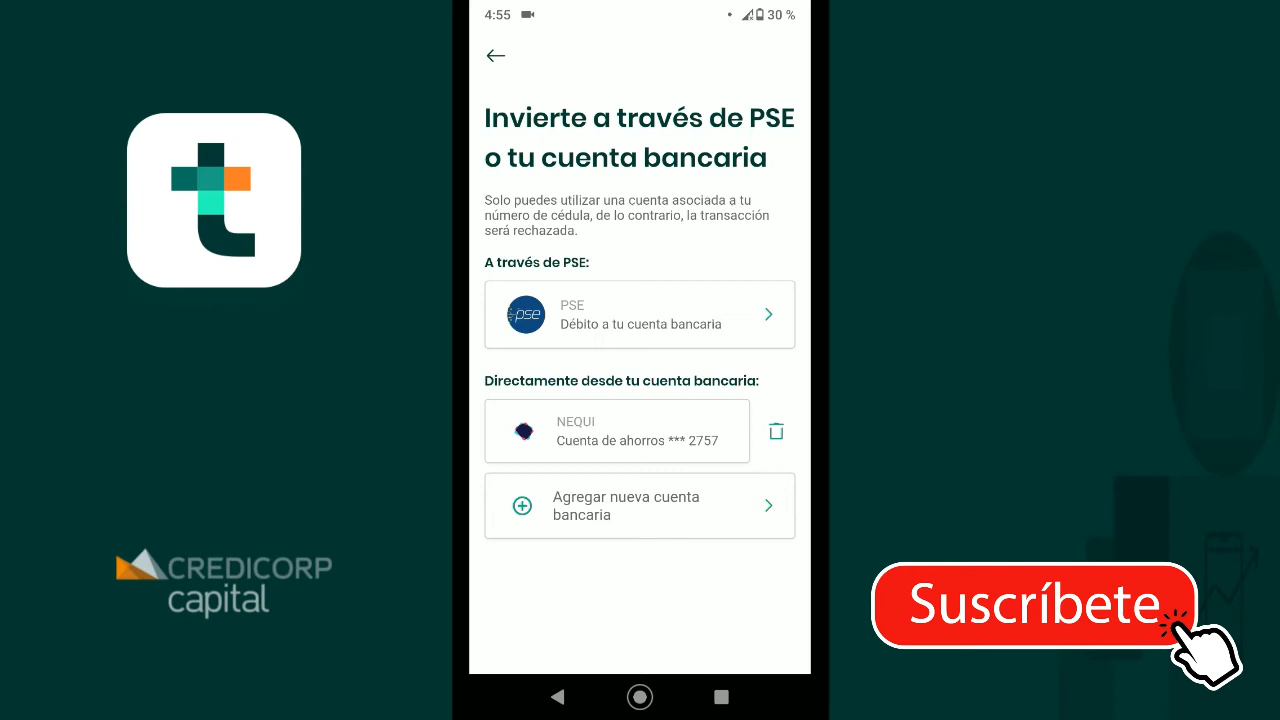 4:55
30 %
Invierte a través de PSE
o tu cuenta bancaria
Solo puedes utilizar una cuenta asociada a tu
número de cédula, de lo contrario, la transacción
será rechazada.
A través de PSE:
pse
PSE
Débito a tu cuenta bancaria
Directamente desde tu cuenta bancaria:
NEQUI
Cuenta de ahorros *** 2757
Agregar nueva cuenta
bancaria
t
CREDICORP
capital
Suscríbete